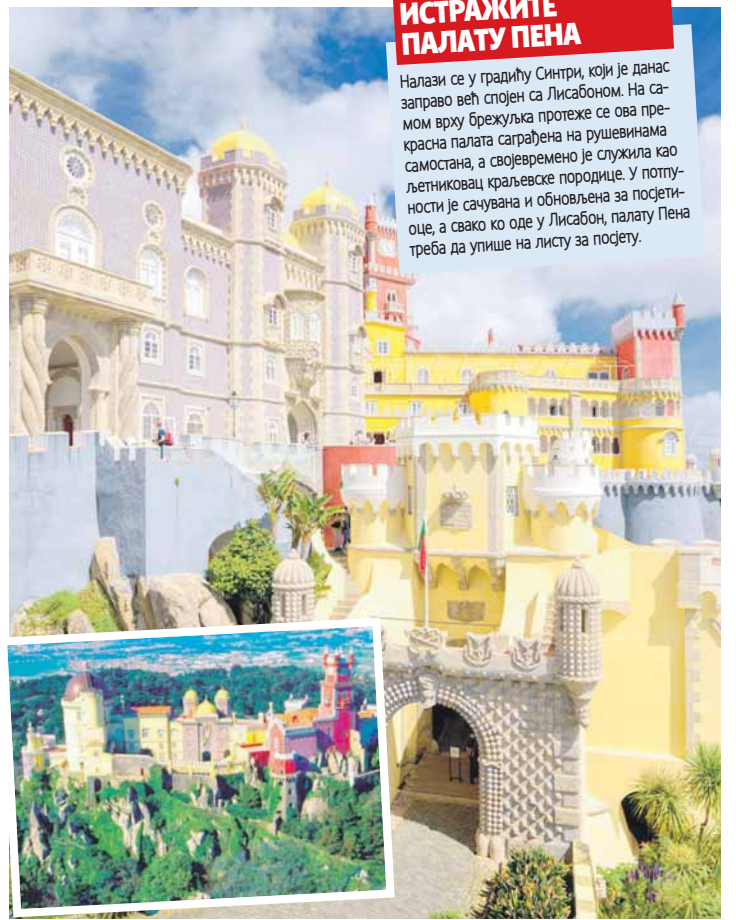 ИСТРАЖИТЕ
ПАЛАТУ ПЕНА
Налази се у градићу Синтри, који је данас
заправо већ спојен са Лисабоном. На са-
мом врху брежуљка протеже се ова пре-
красна палата саграђена на рушевинама
самостана, а својевремено је служила као
љетниковац краљевске породице. У потпу-
ности је сачувана и обновљена за посјети-
оце, а свако ко оде у Лисабон, палату Пена
треба да упише на листу за посјету.